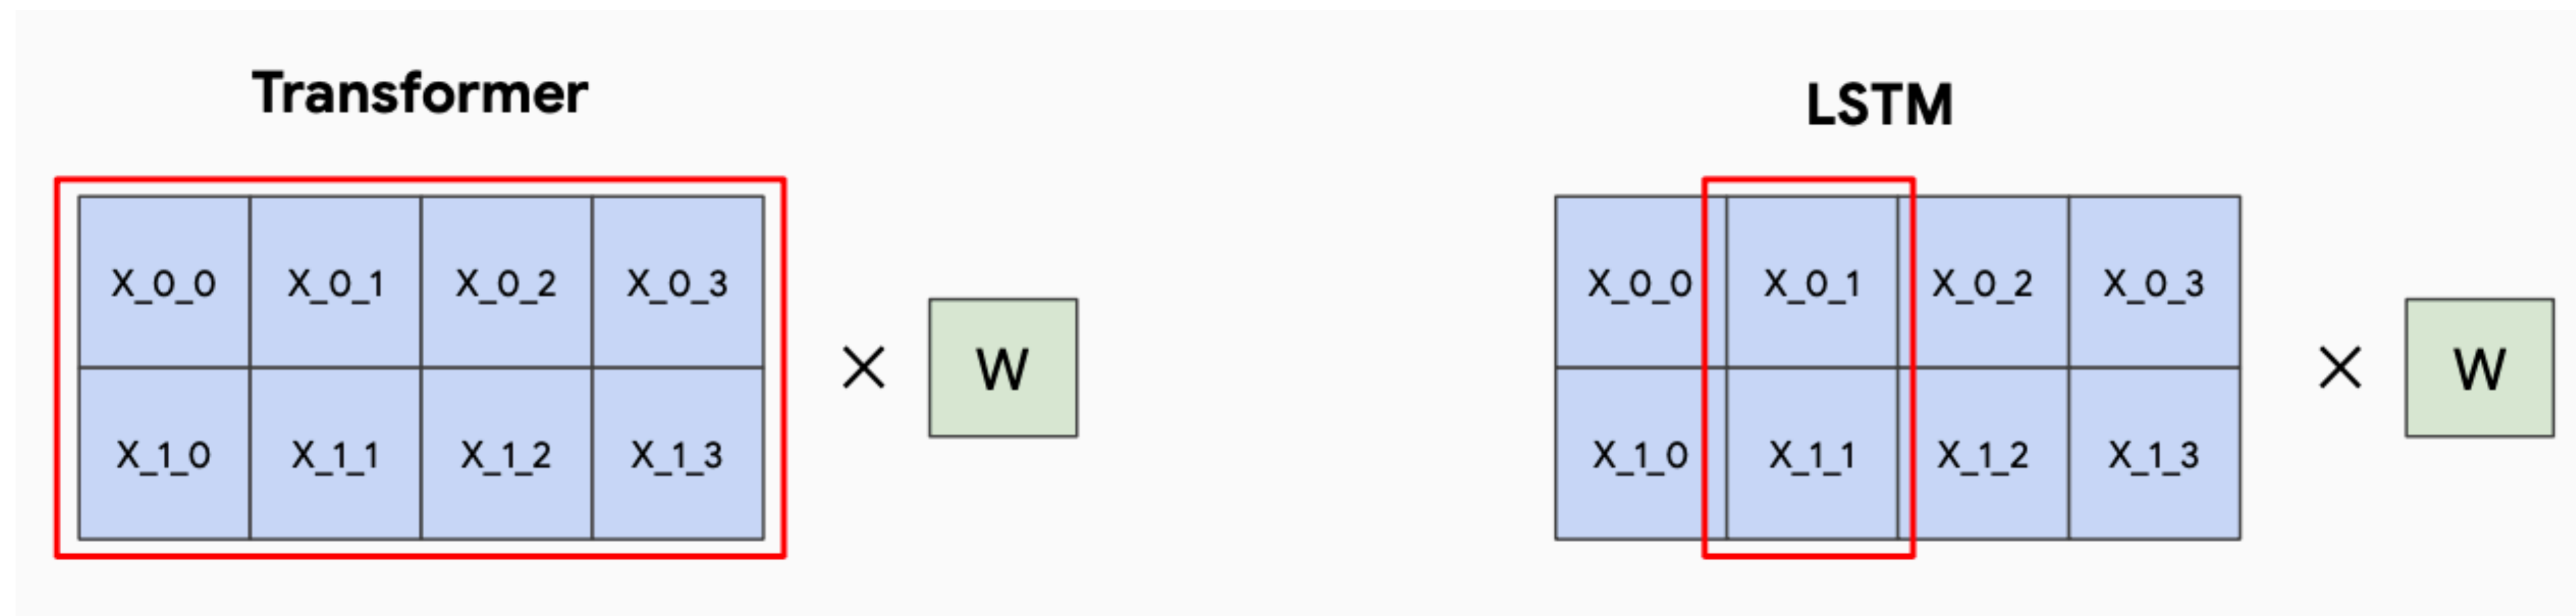 Transformer
LSTM
X_0_0 X_0_1 X_0_2 X_0_3
X_1_0 X_1_1 X_1_2 X_1_3
× W
X_0_0 X_0_1 X_0_2 X_0_3
X_1_0 X_1_1 X_1_2 X_1_3
× W